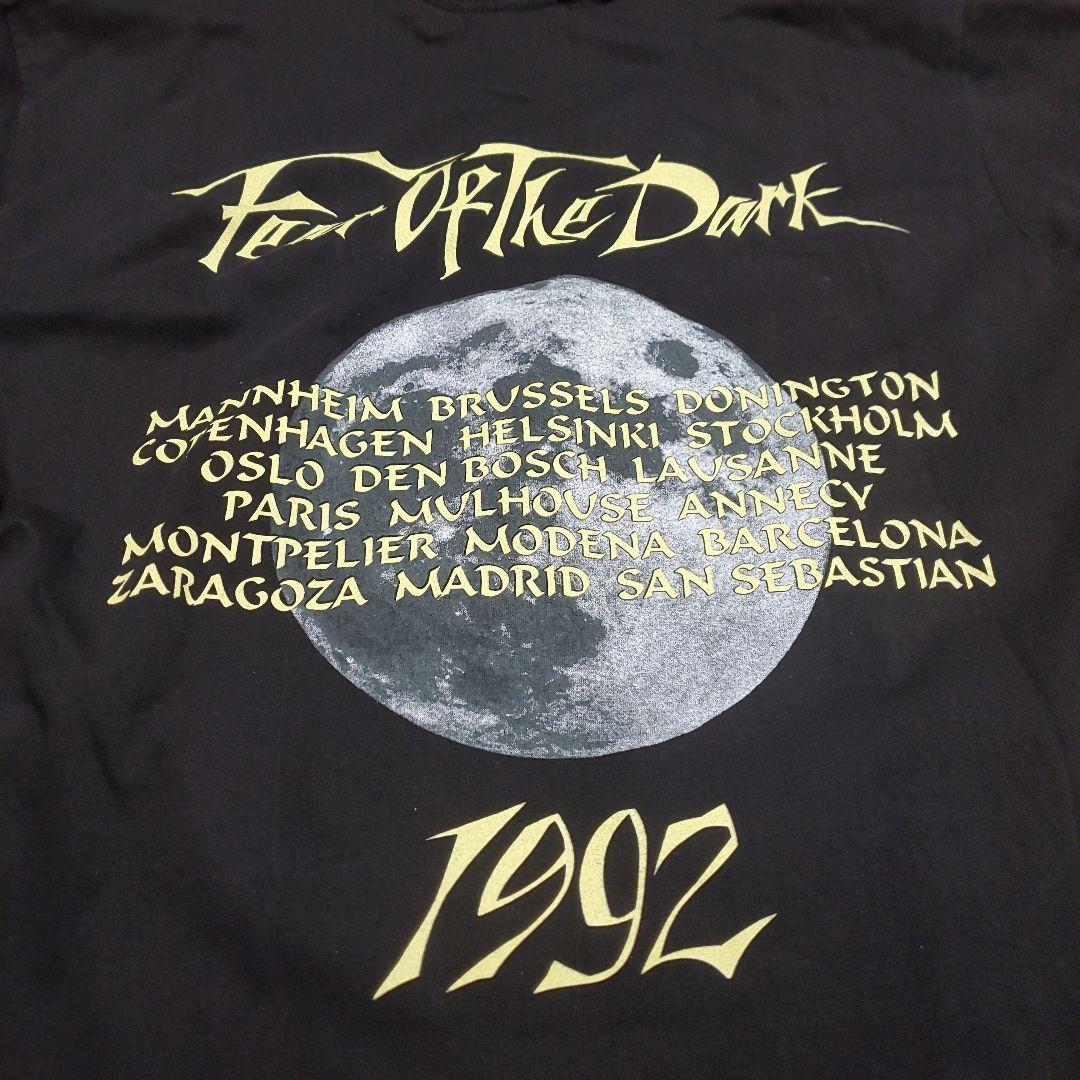 Fear Of The Dark
MANNHEIM BRUSSELS DONINGTON
COPENHAGEN HELSINKI STOCKHOLM
OSLO DEN BOSCH LAUSANNE
PARIS MULHOUSE ANNECY
MONTPELIER MODENA BARCELONA
ZARAGOZA MADRID SAN SEBASTIAN
1992